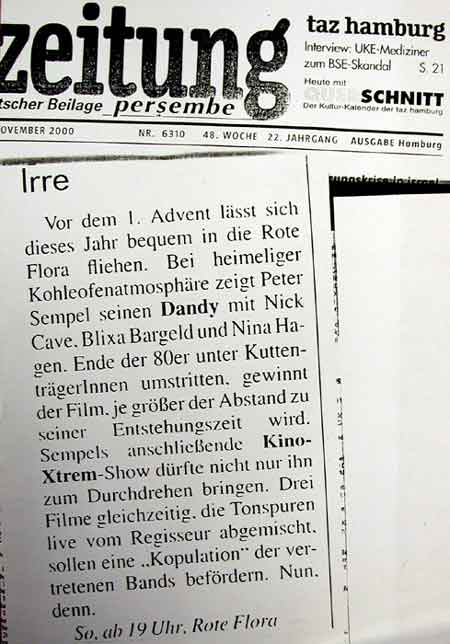 zeitung
taz hamburg
Interview: UKE-Mediziner
zum BSE-Skandal S. 21
Heute mit
QUERSCHNITT
Der Kultur-Kalender der taz hamburg
tscher Beilage perşembe
OVEMBER 2000 NR. 6310 48. WOCHE 22. JAHRGANG AUSGABE Hamburg
Irre
Vor dem 1. Advent lässt sich
dieses Jahr bequem in die Rote
Flora fliehen. Bei heimeliger
Kohleofenatmosphäre zeigt Peter
Sempel seinen Dandy mit Nick
Cave, Blixa Bargeld und Nina Ha-
gen. Ende der 80er unter Kutten-
trägerInnen umstritten, gewinnt
der Film, je größer der Abstand zu
seiner Entstehungszeit wird.
Sempels anschließende Kino-
Xtrem-Show dürfte nicht nur ihn
zum Durchdrehen bringen. Drei
Filme gleichzeitig, die Tonspuren
live vom Regisseur abgemischt,
sollen eine „Kopulation" der ver-
tretenen Bands befördern. Nun,
denn.
So, ab 19 Uhr, Rote Flora